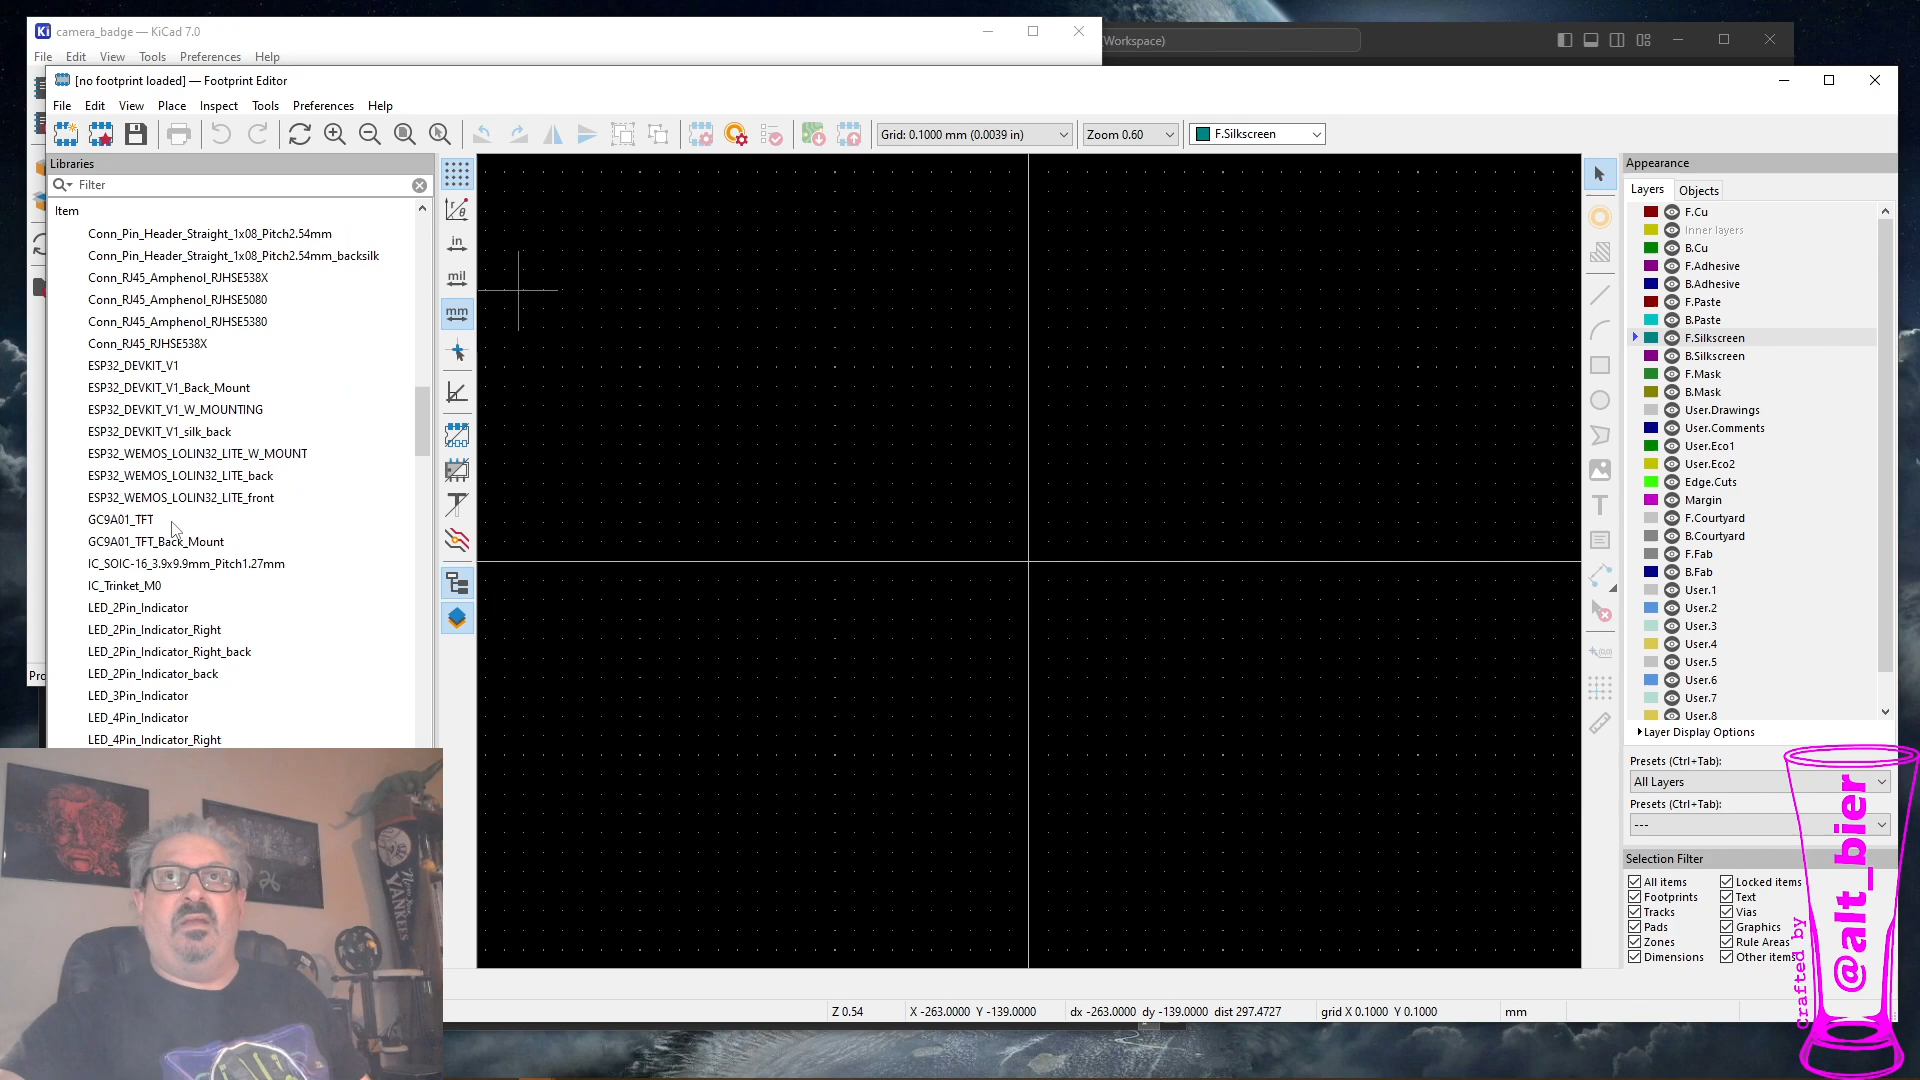 camera_badge — KiCad 7.0
(Workspace)
File Edit View Tools Preferences Help
[no footprint loaded] — Footprint Editor
File Edit View Place Inspect Tools Preferences Help
Grid: 0.1000 mm (0.0039 in)
Zoom 0.60
F.Silkscreen
Libraries
Filter
Item
Conn_Pin_Header_Straight_1x08_Pitch2.54mm
Conn_Pin_Header_Straight_1x08_Pitch2.54mm_backsilk
Conn_RJ45_Amphenol_RJHSE538X
Conn_RJ45_Amphenol_RJHSE5080
Conn_RJ45_Amphenol_RJHSE5380
Conn_RJ45_RJHSE538X
ESP32_DEVKIT_V1
ESP32_DEVKIT_V1_Back_Mount
ESP32_DEVKIT_V1_W_MOUNTING
ESP32_DEVKIT_V1_silk_back
ESP32_WEMOS_LOLIN32_LITE_W_MOUNT
ESP32_WEMOS_LOLIN32_LITE_back
ESP32_WEMOS_LOLIN32_LITE_front
GC9A01_TFT
GC9A01_TFT_Back_Mount
IC_SOIC-16_3.9x9.9mm_Pitch1.27mm
IC_Trinket_M0
LED_2Pin_Indicator
LED_2Pin_Indicator_Right
LED_2Pin_Indicator_Right_back
LED_2Pin_Indicator_back
LED_3Pin_Indicator
LED_4Pin_Indicator
LED_4Pin_Indicator_Right
Pro
in
mil
mm
Appearance
Layers Objects
F.Cu
Inner layers
B.Cu
F.Adhesive
B.Adhesive
F.Paste
B.Paste
F.Silkscreen
B.Silkscreen
F.Mask
B.Mask
User.Drawings
User.Comments
User.Eco1
User.Eco2
Edge.Cuts
Margin
F.Courtyard
B.Courtyard
F.Fab
B.Fab
User.1
User.2
User.3
User.4
User.5
User.6
User.7
User.8
Layer Display Options
Presets (Ctrl+Tab):
All Layers
Presets (Ctrl+Tab):
---
Selection Filter
All items Locked items
Footprints Text
Tracks Vias
Pads Graphics
Zones Rule Areas
Dimensions Other items
Z 0.54
X -263.0000 Y -139.0000
dx -263.0000 dy -139.0000 dist 297.4727
grid X 0.1000 Y 0.1000
mm
Crafted by
@alt_bier
YANKEES